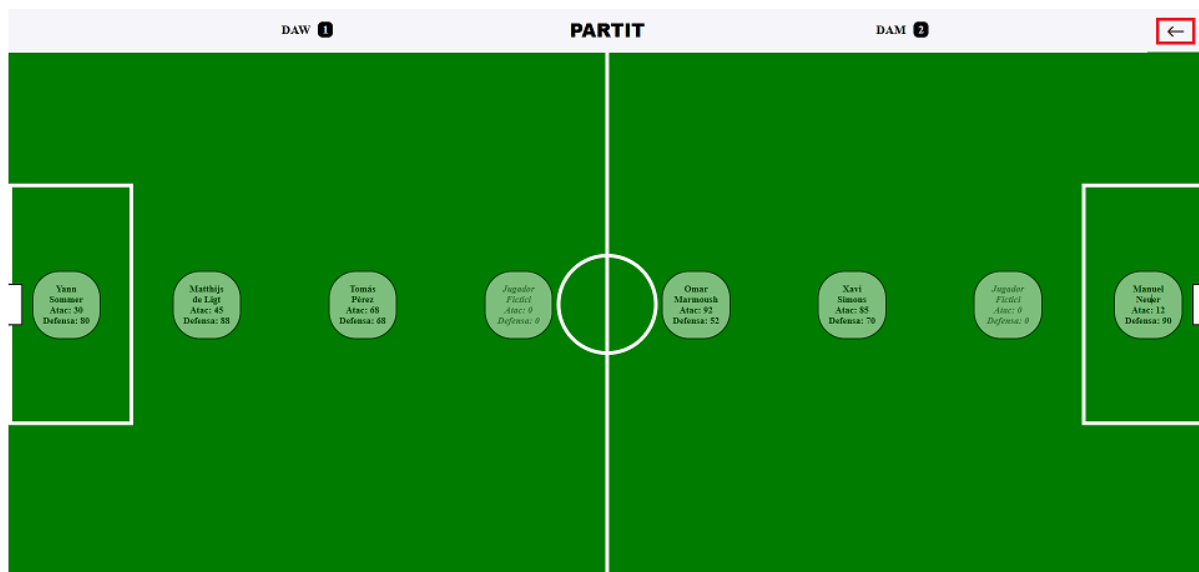 DAW 1
PARTIT
DAM 2
Yann
Sommer
Atac: 30
Defensa: 80
Matthijs
de Ligt
Atac: 45
Defensa: 88
Tomás
Pérez
Atac: 68
Defensa: 68
Jugador
Fictici
Atac: 0
Defensa: 0
Omar
Marmoush
Atac: 92
Defensa: 52
Xavi
Simons
Atac: 85
Defensa: 70
Jugador
Fictici
Atac: 0
Defensa: 0
Manuel
Neuer
Atac: 12
Defensa: 90